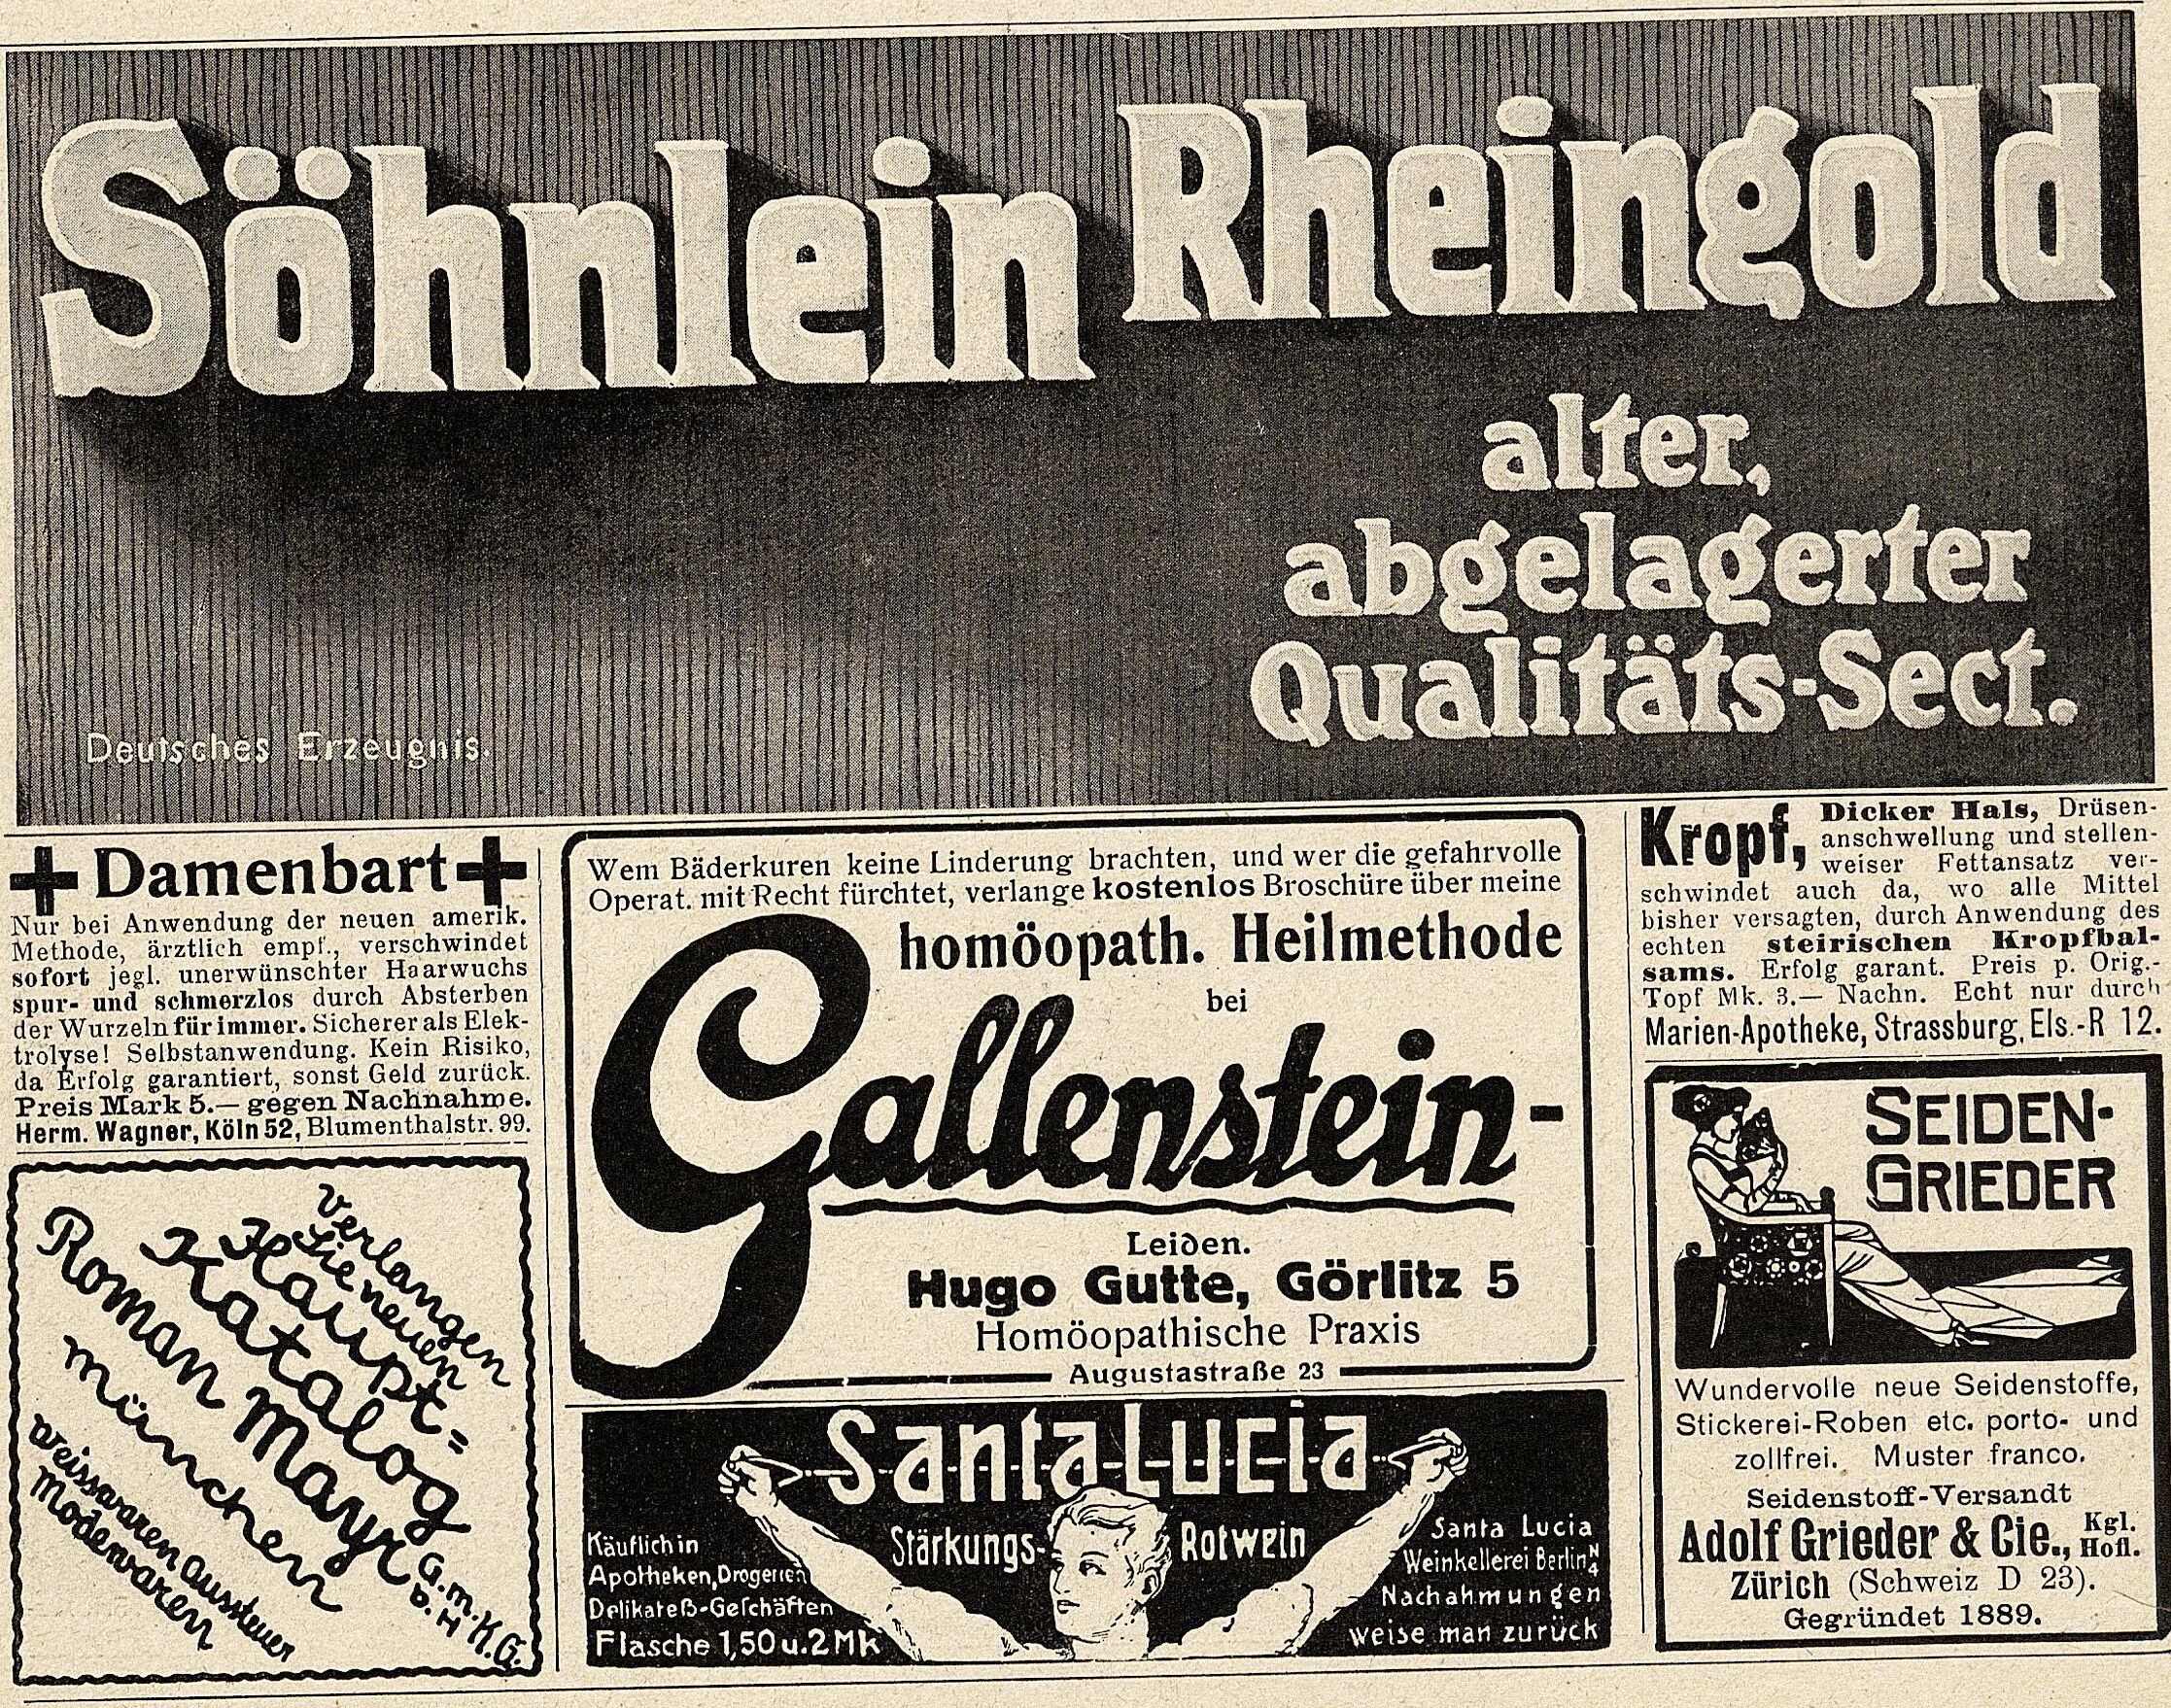 Söhnlein Rheingold
alter,
abgelagerter
Qualitäts-Sect.
Deutsches Erzeugnis.
Damenbart
Nur bei Anwendung der neuen amerik.
Methode, ärztlich empf., verschwindet
sofort jegl. unerwünschter Haarwuchs
spur- und schmerzlos durch Absterben
der Wurzeln für immer. Sicherer als Elek-
trolyse! Selbstanwendung. Kein Risiko,
da Erfolg garantiert, sonst Geld zurück.
Preis Mark 5.— gegen Nachnahme.
Herm. Wagner, Köln 52, Blumenthalstr. 99.
Verlangen
Sie neuen
Haupt=
Katalog
Roman Mayr
G.m.
b.H
K.G.
München
Weisswaren Aussteuer
Modewaren
Wem Bäderkuren keine Linderung brachten, und wer die gefahrvolle
Operat. mit Recht fürchtet, verlange kostenlos Broschüre über meine
homöopath. Heilmethode
bei
Gallenstein-
Leiden.
Hugo Gutte, Görlitz 5
Homöopathische Praxis
Augustastraße 23
Santa Lucia
Stärkungs-Rotwein
Käuflich in
Apotheken, Drogerien
Delikateß-Geschäften
Flasche 1,50 u. 2 Mk
Santa Lucia
Weinkellerei Berlin N 4
Nachahmungen
weise man zurück
Kropf, Dicker Hals, Drüsen-
anschwellung und stellen-
weiser Fettansatz ver-
schwindet auch da, wo alle Mittel
bisher versagten, durch Anwendung des
echten steirischen Kropfbal-
sams. Erfolg garant. Preis p. Orig.-
Topf Mk. 3.— Nachn. Echt nur durch
Marien-Apotheke, Strassburg, Els.-R 12.
SEIDEN-
GRIEDER
Wundervolle neue Seidenstoffe,
Stickerei-Roben etc. porto- und
zollfrei. Muster franco.
Seidenstoff-Versandt
Adolf Grieder & Cie., Kgl. Hofl.
Zürich (Schweiz D 23).
Gegründet 1889.